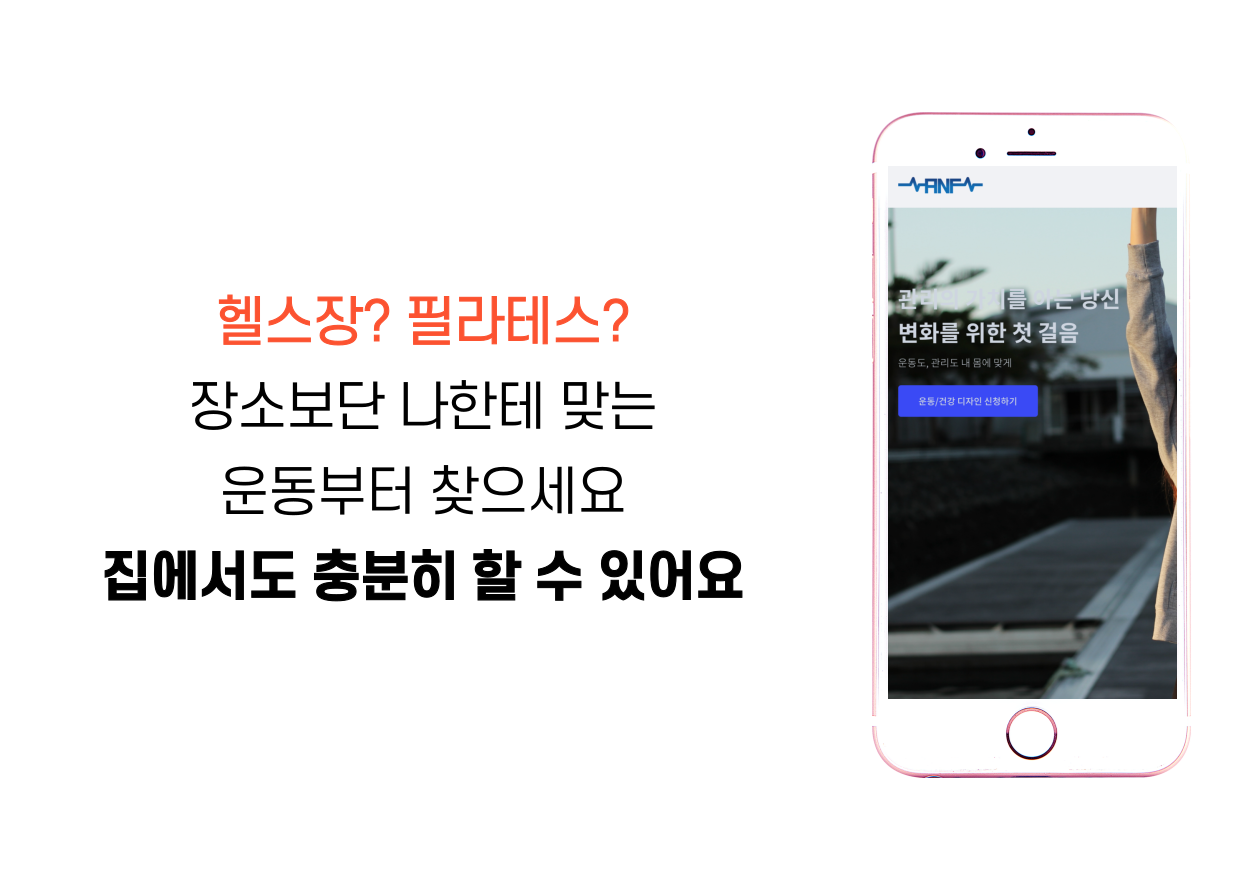 헬스장? 필라테스?
장소보단 나한테 맞는
운동부터 찾으세요
집에서도 충분히 할 수 있어요
ANF
관리의 가치를 아는 당신
변화를 위한 첫 걸음
운동도, 관리도 내 몸에 맞게
운동/건강 디자인 신청하기